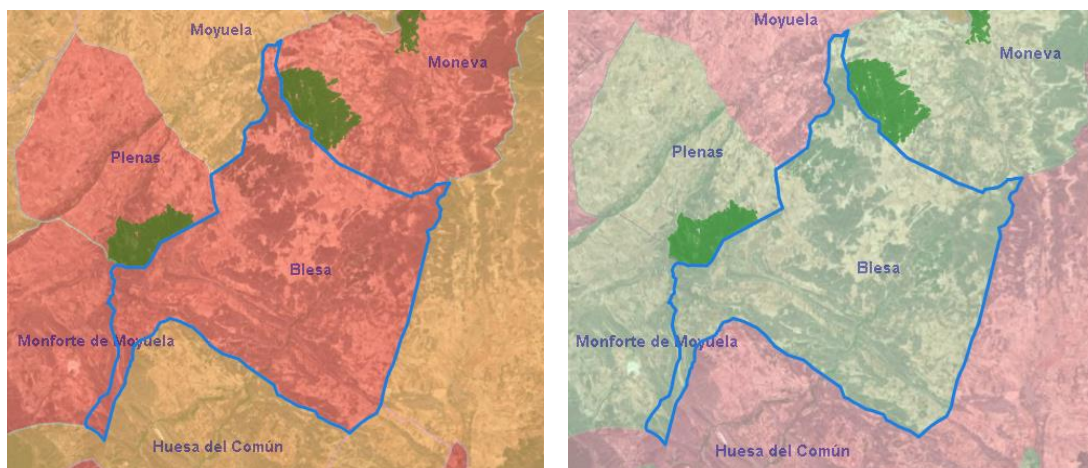 Moyuela
Moneva
Plenas
Blesa
Monforte de Moyuela
Huesa del Común
Moyuela
Moneva
Plenas
Blesa
Monforte de Moyuela
Huesa del Común